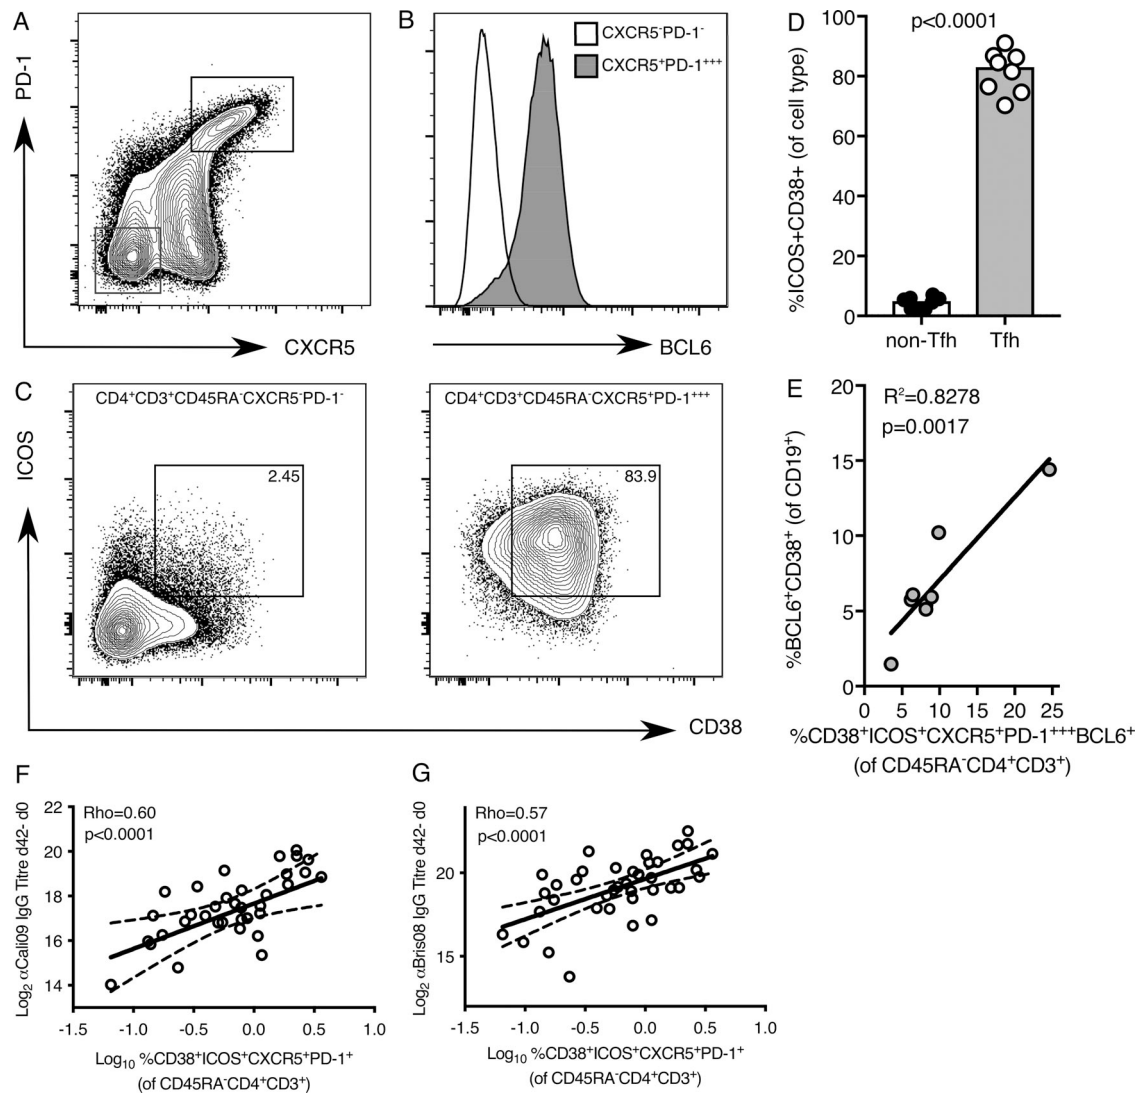 A
PD-1
CXCR5
B
CXCR5⁻PD-1⁻
CXCR5⁺PD-1⁺⁺⁺
BCL6
C
ICOS
CD4⁺CD3⁺CD45RA⁻CXCR5⁻PD-1⁻
2.45
CD4⁺CD3⁺CD45RA⁻CXCR5⁺PD-1⁺⁺⁺
83.9
CD38
D
p<0.0001
%ICOS+CD38+ (of cell type)
100
80
60
40
20
0
non-Tfh
Tfh
E
R²=0.8278
p=0.0017
%BCL6⁺CD38⁺ (of CD19⁺)
20
15
10
5
0
0 5 10 15 20 25
%CD38⁺ICOS⁺CXCR5⁺PD-1⁺⁺⁺BCL6⁺
(of CD45RA⁻CD4⁺CD3⁺)
F
Rho=0.60
p<0.0001
Log₂ αCali09 IgG Titre d42- d0
22
20
18
16
14
-1.5 -1.0 -0.5 0.0 0.5 1.0
Log₁₀ %CD38⁺ICOS⁺CXCR5⁺PD-1⁺
(of CD45RA⁻CD4⁺CD3⁺)
G
Rho=0.57
p<0.0001
Log₂ αBris08 IgG Titre d42- d0
20
15
-1.5 -1.0 -0.5 0.0 0.5 1.0
Log₁₀ %CD38⁺ICOS⁺CXCR5⁺PD-1⁺
(of CD45RA⁻CD4⁺CD3⁺)